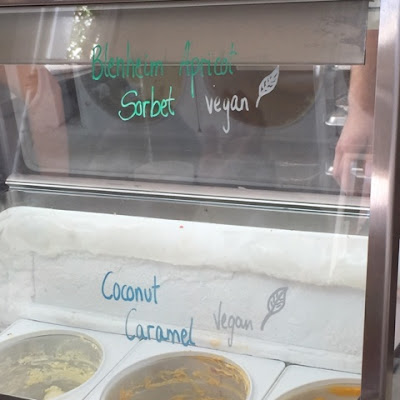 Blenheim Apricot
Sorbet vegan
Coconut
Caramel vegan